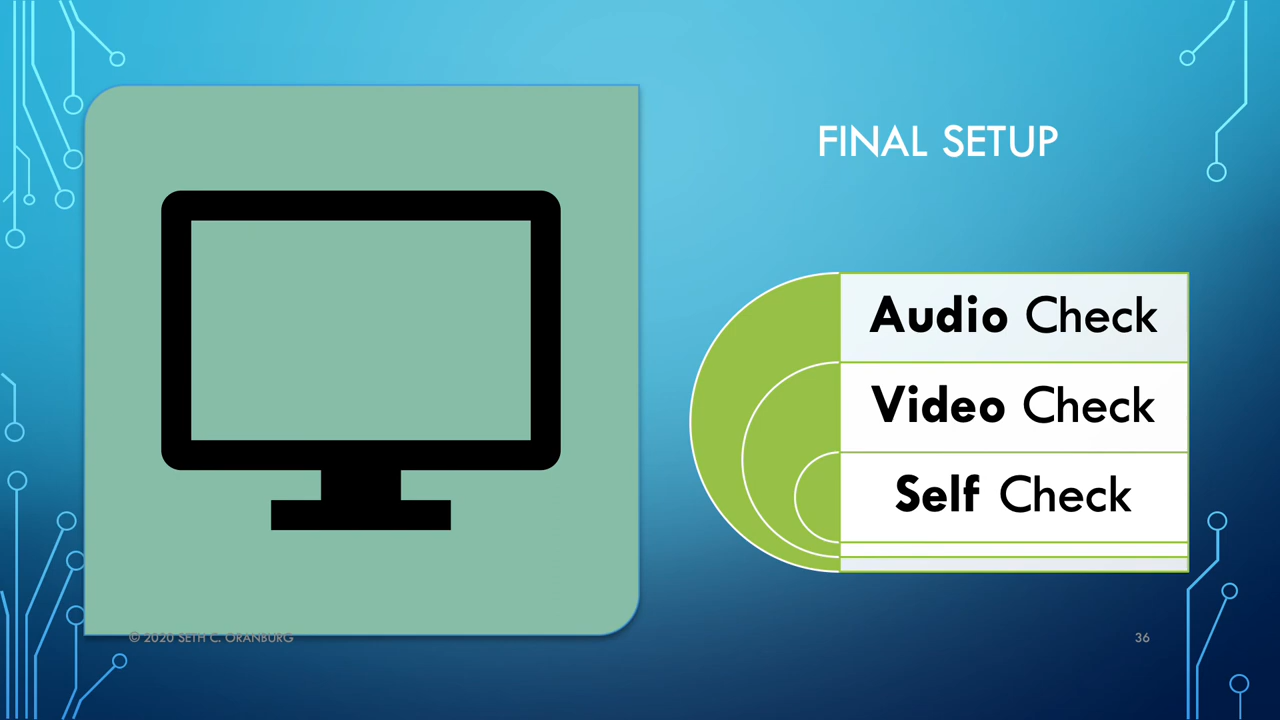 FINAL SETUP
Audio Check
Video Check
Self Check
© 2020 SETH C. ORANBURG
36